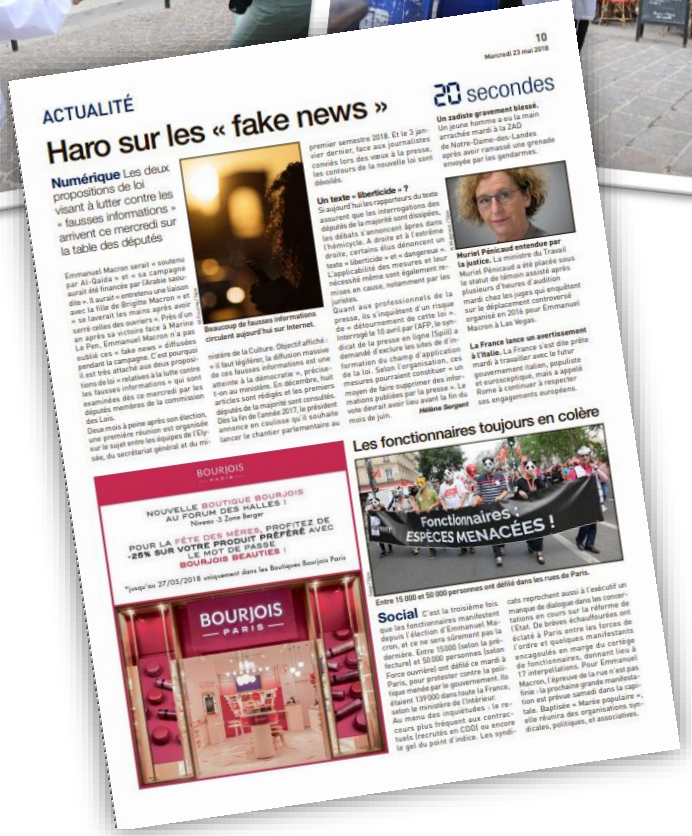 10
Mercredi 23 mai 2018
ACTUALITÉ
Haro sur les « fake news »
Numérique Les deux
propositions de loi
visant à lutter contre les
« fausses informations »
arrivent ce mercredi sur
la table des députés
Emmanuel Macron serait « soutenu
par Al-Qaïda » et « sa campagne
aurait été financée par l'Arabie saou-
dite ». Il aurait « entretenu une liaison
avec la fille de Brigitte Macron » et
« se laverait les mains après avoir
serré celles des ouvriers ». Près d'un
an après sa victoire face à Marine
Le Pen, Emmanuel Macron n'a pas
oublié ces « fake news » diffusées
pendant la campagne. C'est pourquoi
il est très attaché aux deux proposi-
tions de loi « relatives à la lutte contre
les fausses informations » qui sont
examinées dès ce mercredi par les
députés membres de la commission
des Lois.
Deux mois à peine après son élection,
une première réunion est organisée
sur le sujet entre les équipes de l'Ely-
sée, du secrétariat général et du mi-
Beaucoup de fausses informations
circulent aujourd'hui sur Internet.
nistère de la Culture. Objectif affiché :
« il faut légiférer, la diffusion massive
de ces fausses informations est une
atteinte à la démocratie », précise-
t-on au ministère. En décembre, huit
articles sont rédigés et les premiers
députés de la majorité sont consultés.
Dès la fin de l'année 2017, le président
annonce en coulisse qu'il souhaite
lancer le chantier parlementaire au
premier semestre 2018. Et le 3 jan-
vier dernier, face aux journalistes
conviés lors des vœux à la presse,
les contours de la nouvelle loi sont
dévoilés.
Un texte « liberticide » ?
Si aujourd'hui les rapporteurs du texte
assurent que les interrogations des
députés de la majorité sont dissipées,
les débats s'annoncent âpres dans
l'hémicycle. A droite et à l'extrême
droite, certains élus dénoncent un
texte « liberticide » et « dangereux ».
L'applicabilité des mesures et leur
nécessité même sont également re-
mises en cause, notamment par les
juristes.
Quant aux professionnels de la
presse, ils s'inquiètent d'un risque
de « détournement de cette loi ».
Interrogé le 10 avril par l'AFP, le syn-
dicat de la presse en ligne (Spiil) a
demandé d'exclure les sites d'in-
formation du champ d'application
de la loi. Selon l'organisation, ces
mesures pourraient constituer « un
moyen de faire supprimer des infor-
mations publiées par la presse ». Le
vote devrait avoir lieu avant la fin du
mois de juin.
Hélène Sergent
20 secondes
Un zadiste gravement blessé.
Un jeune homme a eu la main
arrachée mardi à la ZAD
de Notre-Dame-des-Landes
après avoir ramassé une grenade
envoyée par les gendarmes.
Muriel Pénicaud entendue par
la justice. La ministre du Travail
Muriel Pénicaud a été placée sous
le statut de témoin assisté après
plusieurs d'heures d'audition
mardi chez les juges qui enquêtent
sur le déplacement controversé
organisé en 2016 pour Emmanuel
Macron à Las Vegas.
La France lance un avertissement
à l'Italie. La France s'est dite prête
mardi à travailler avec le futur
gouvernement italien, populiste
et eurosceptique, mais a appelé
Rome à continuer à respecter
ses engagements européens.
BOURJOIS
PARIS
NOUVELLE BOUTIQUE BOURJOIS
AU FORUM DES HALLES !
Niveau -3 Zone Berger
POUR LA FÊTE DES MÈRES, PROFITEZ DE
-25% SUR VOTRE PRODUIT PRÉFÉRÉ AVEC
LE MOT DE PASSE
BOURJOIS BEAUTIES !
*jusqu'au 27/05/2018 uniquement dans les Boutiques Bourjois Paris
BOURJOIS
PARIS
Les fonctionnaires toujours en colère
Fonctionnaires :
ESPÈCES MENACÉES !
Entre 15 000 et 50 000 personnes ont défilé dans les rues de Paris.
Social C'est la troisième fois
que les fonctionnaires manifestent
depuis l'élection d'Emmanuel Ma-
cron, et ce ne sera sûrement pas la
dernière. Entre 15000 (selon la pré-
fecture) et 50 000 personnes (selon
Force ouvrière) ont défilé ce mardi à
Paris, pour protester contre la poli-
tique menée par le gouvernement. Ils
étaient 139 000 dans toute la France,
selon le ministère de l'Intérieur.
Au menu des inquiétudes : le re-
cours plus fréquent aux contrac-
tuels (recrutés en CDD) ou encore
le gel du point d'indice. Les syndi-
cats reprochent aussi à l'exécutif un
manque de dialogue dans les concer-
tations en cours sur la réforme de
l'Etat. De brèves échauffourées ont
éclaté à Paris entre les forces de
l'ordre et quelques manifestants
encagoulés en marge du cortège
de fonctionnaires, donnant lieu à
17 interpellations. Pour Emmanuel
Macron, l'épreuve de la rue n'est pas
finie : la prochaine grande manifesta-
tion est prévue samedi dans la capi-
tale. Baptisée « Marée populaire »,
elle réunira des organisations syn-
dicales, politiques, et associatives.